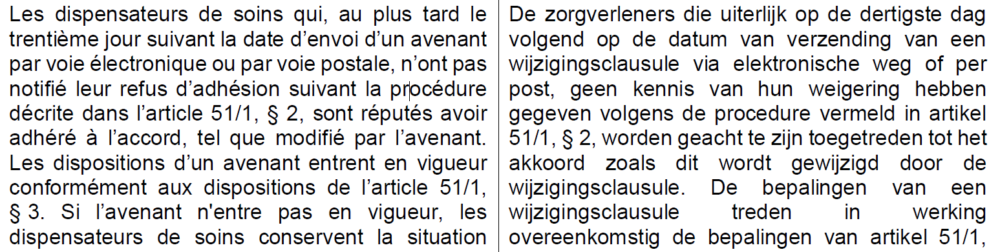 Les dispensateurs de soins qui, au plus tard le
trentième jour suivant la date d’envoi d’un avenant
par voie électronique ou par voie postale, n’ont pas
notifié leur refus d’adhésion suivant la procédure
décrite dans l’article 51/1, § 2, sont réputés avoir
adhéré à l’accord, tel que modifié par l’avenant.
Les dispositions d’un avenant entrent en vigueur
conformément aux dispositions de l’article 51/1,
§ 3. Si l’avenant n'entre pas en vigueur, les
dispensateurs de soins conservent la situation
De zorgverleners die uiterlijk op de dertigste dag
volgend op de datum van verzending van een
wijzigingsclausule via elektronische weg of per
post, geen kennis van hun weigering hebben
gegeven volgens de procedure vermeld in artikel
51/1, § 2, worden geacht te zijn toegetreden tot het
akkoord zoals dit wordt gewijzigd door de
wijzigingsclausule. De bepalingen van een
wijzigingsclausule treden in werking
overeenkomstig de bepalingen van artikel 51/1,